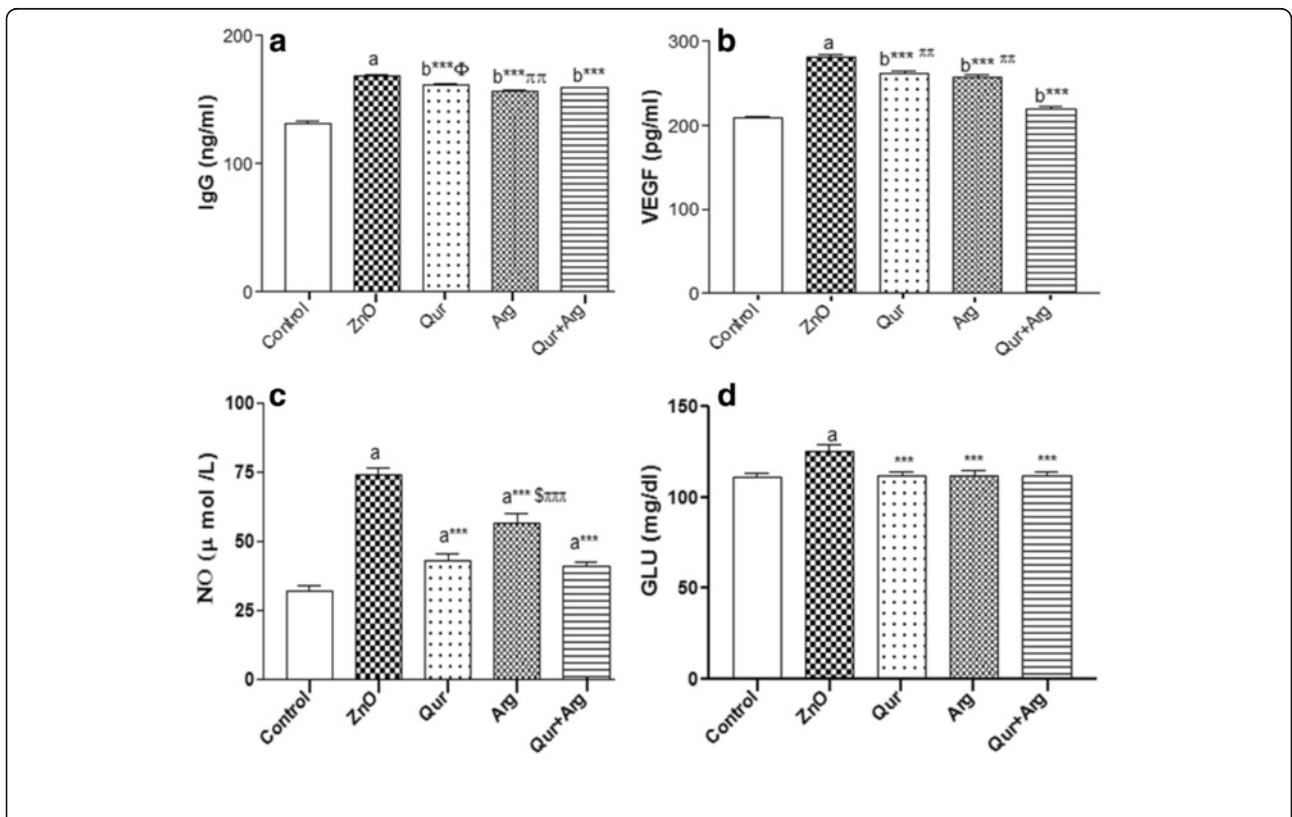 a
IgG (ng/ml)
200
100
0
a
b***Φ
b***ππ
b***
Control
ZnO
Qur
Arg
Qur+Arg
b
VEGF (pg/ml)
300
200
100
0
a
b*** ππ
b*** ππ
b***
Control
ZnO
Qur
Arg
Qur+Arg
c
NO (μ mol /L)
100
75
50
25
0
a
a***
a*** $πππ
a***
Control
ZnO
Qur
Arg
Qur+Arg
d
GLU (mg/dl)
150
100
50
0
a
***
***
***
Control
ZnO
Qur
Arg
Qur+Arg